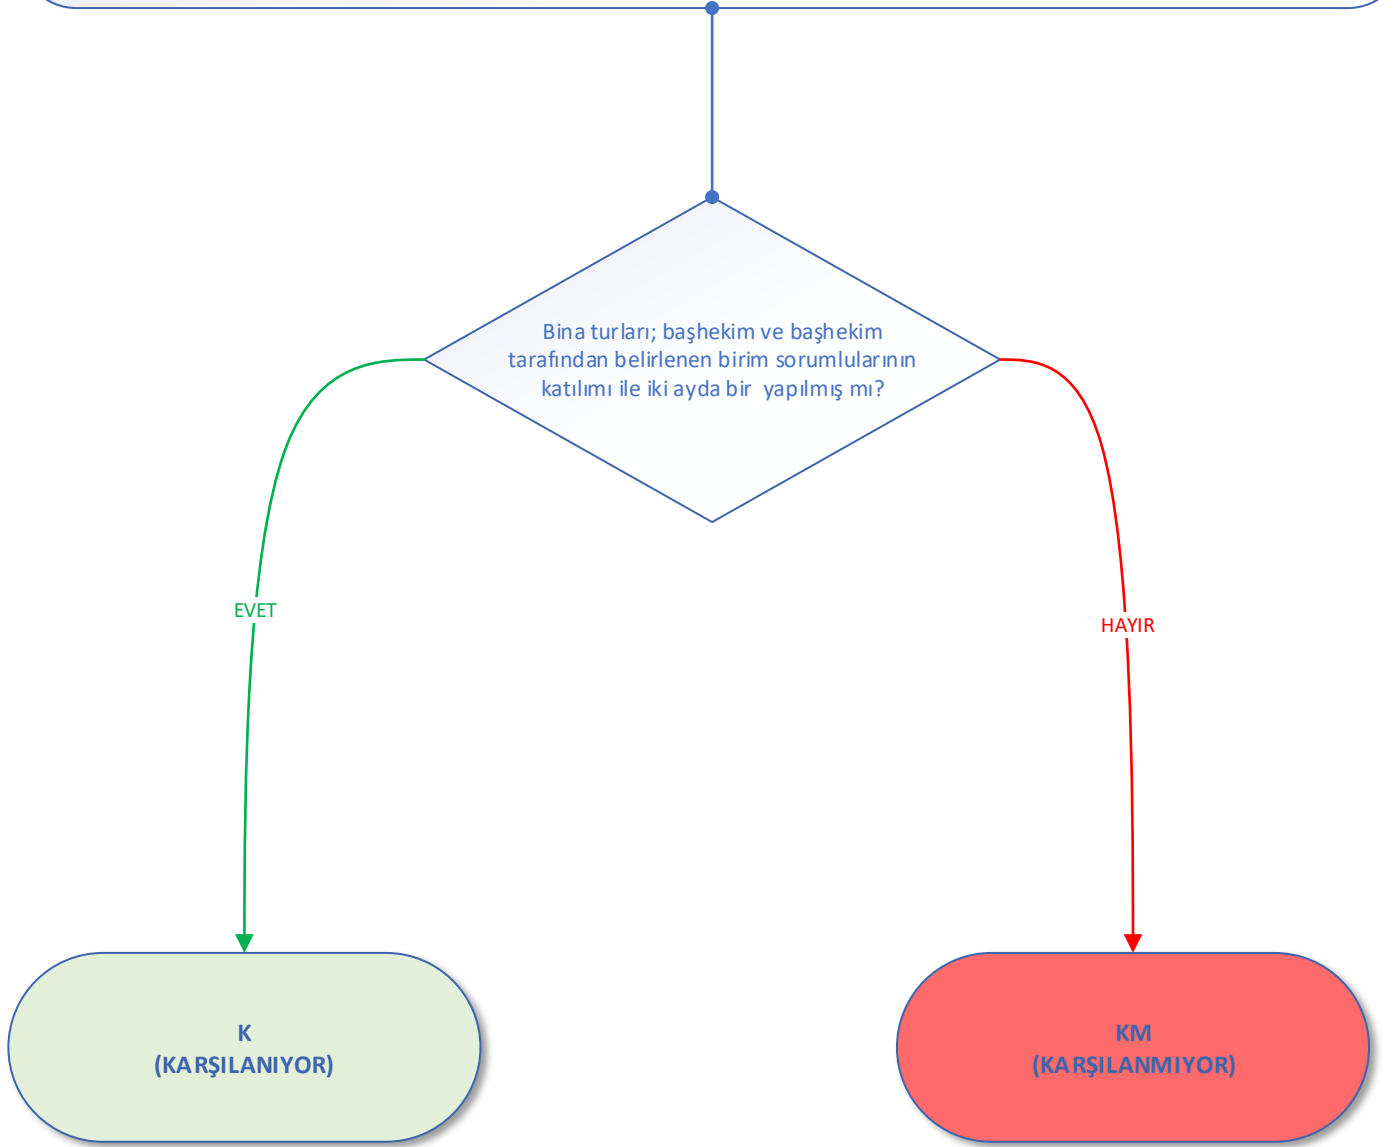 Bina turları; başhekim ve başhekim
tarafından belirlenen birim sorumlularının
katılımı ile iki ayda bir yapılmış mı?
EVET
HAYIR
K
(KARŞILANIYOR)
KM
(KARŞILANMIYOR)